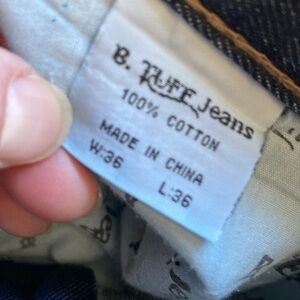 B. TUFF Jeans
100% COTTON
MADE IN CHINA
W:36 L:36